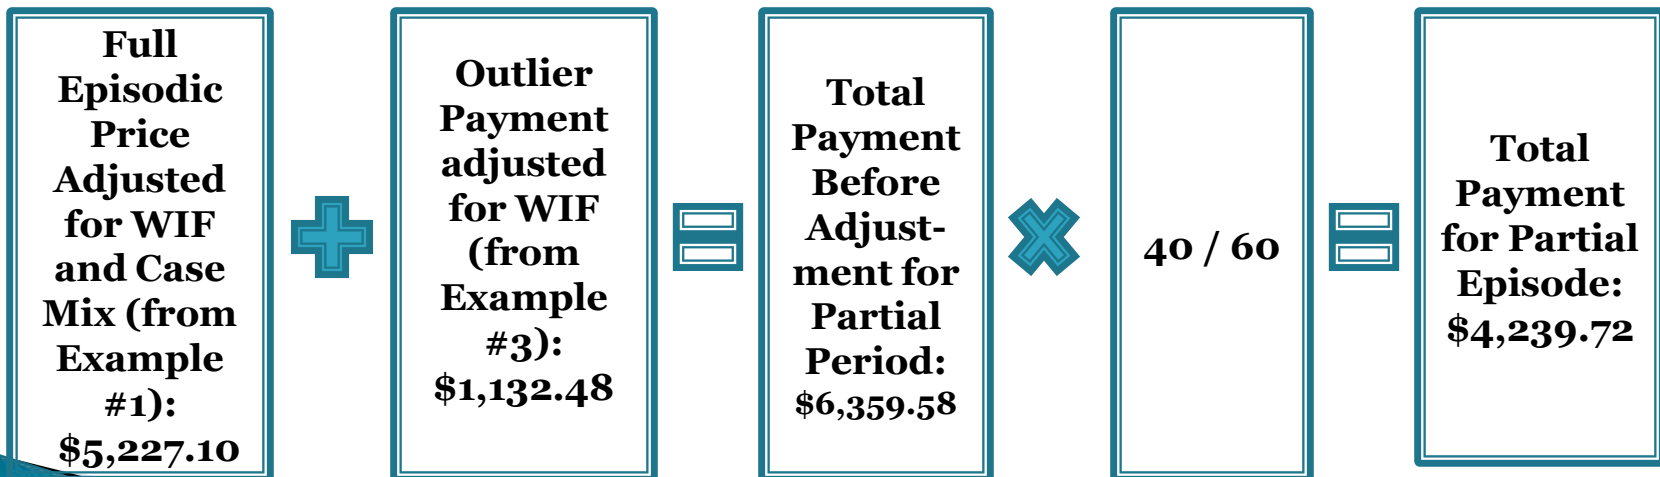 Full
Episodic
Price
Adjusted
for WIF
and Case
Mix (from
Example
#1):
$5,227.10
Outlier
Payment
adjusted
for WIF
(from
Example
#3):
$1,132.48
Total
Payment
Before
Adjust-
ment for
Partial
Period:
$6,359.58
40 / 60
Total
Payment
for Partial
Episode:
$4,239.72